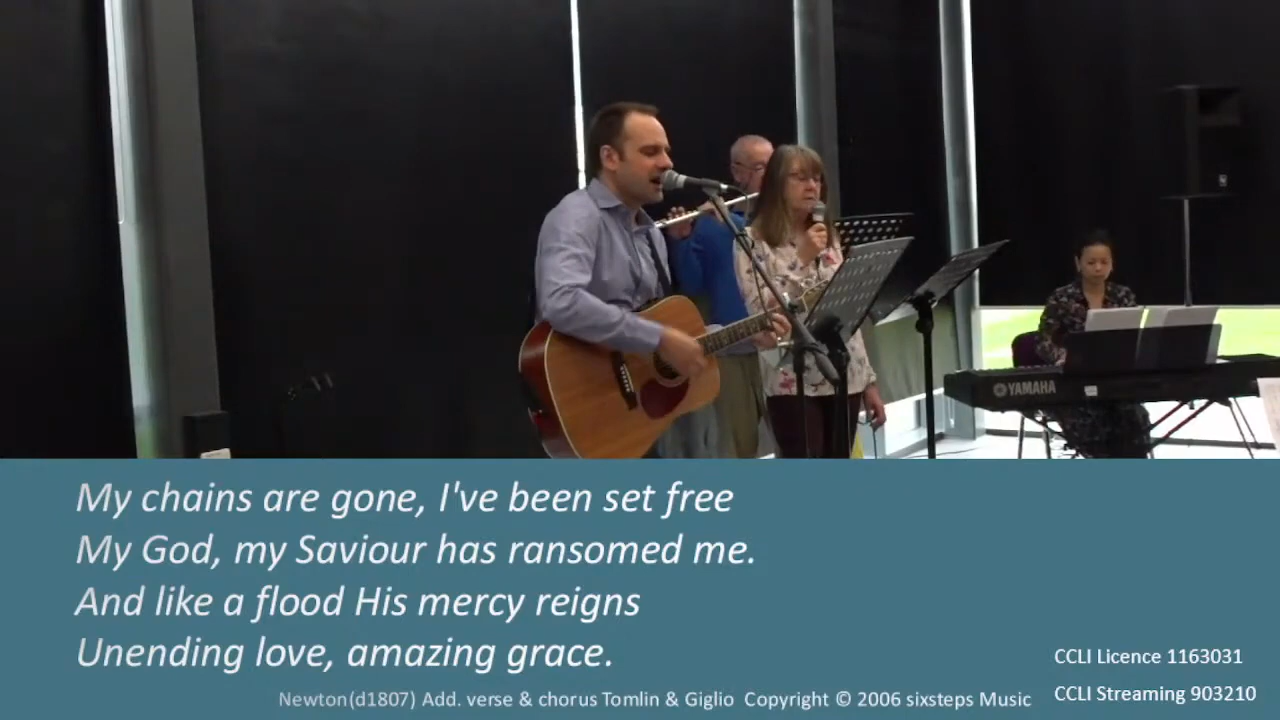 YAMAHA
My chains are gone, I've been set free
My God, my Saviour has ransomed me.
And like a flood His mercy reigns
Unending love, amazing grace.
CCLI Licence 1163031
CCLI Streaming 903210
Newton(d1807) Add. verse & chorus Tomlin & Giglio Copyright © 2006 sixsteps Music